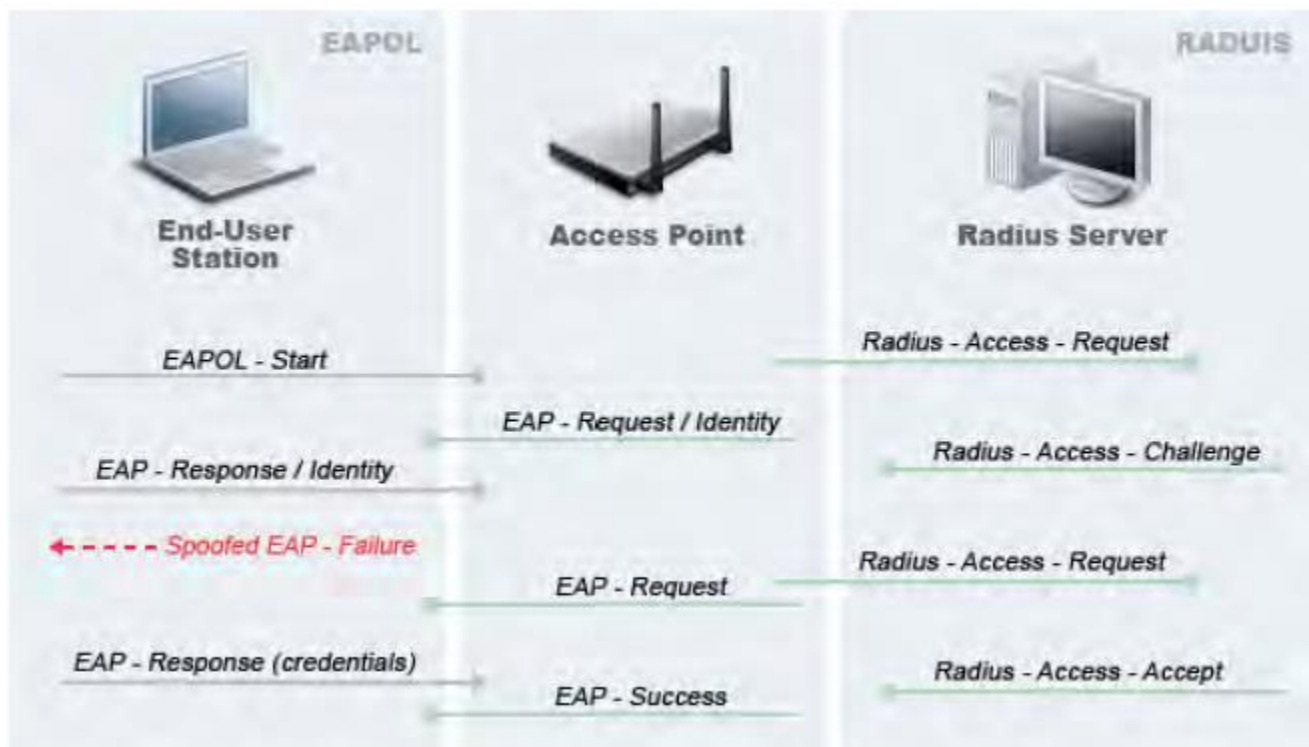 EAPOL
RADUIS
End-User
Station
Access Point
Radius Server
Radius - Access - Request
EAPOL - Start
EAP - Request / Identity
Radius - Access - Challenge
EAP - Response / Identity
Spoofed EAP - Failure
Radius - Access - Request
EAP - Request
EAP - Response (credentials)
Radius - Access - Accept
EAP - Success